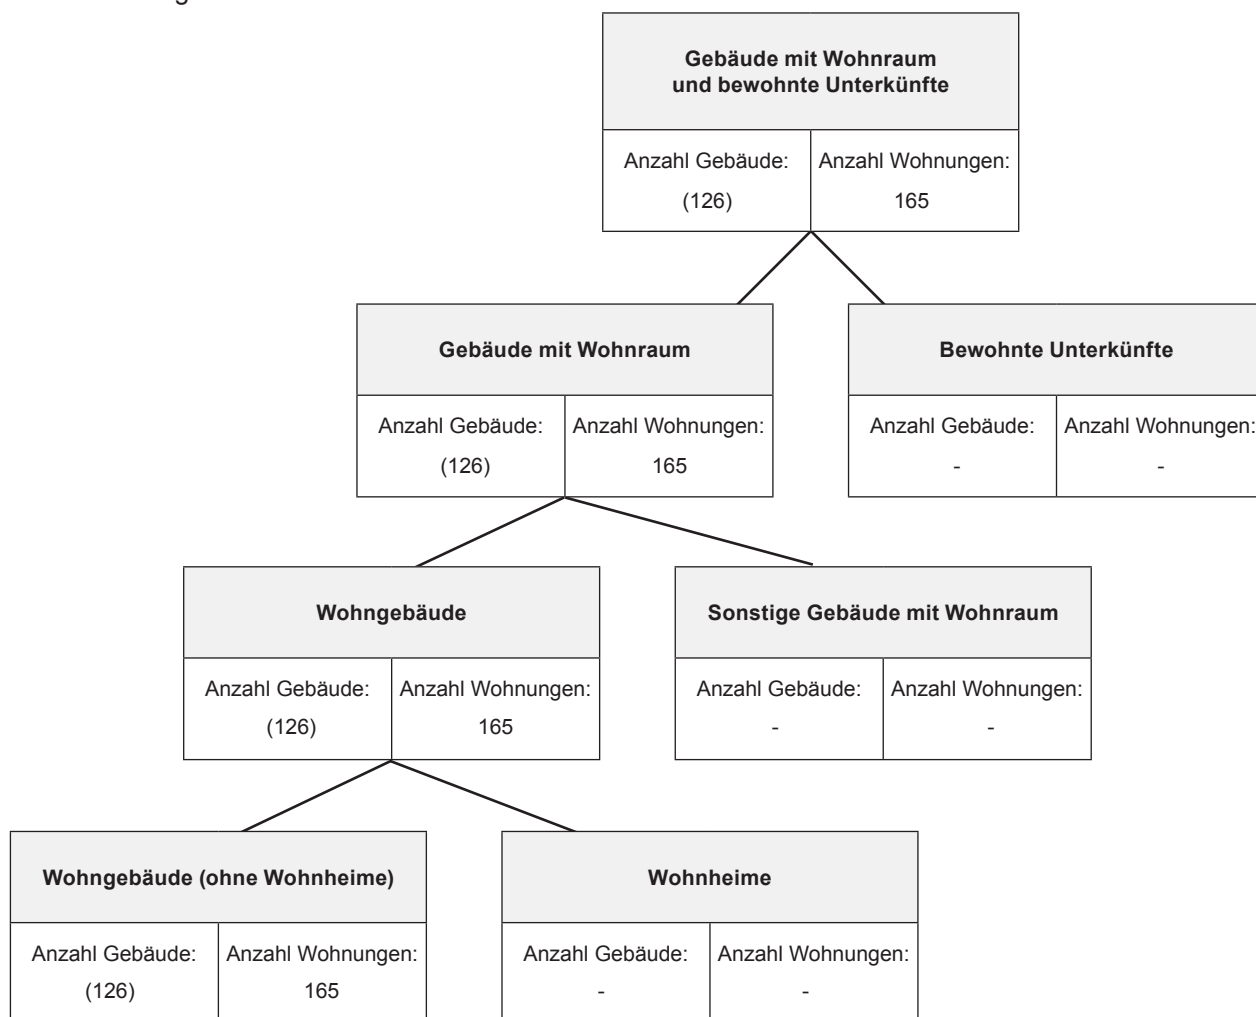 g
Gebäude mit Wohnraum
und bewohnte Unterkünfte
Anzahl Gebäude: Anzahl Wohnungen:
(126) 165
Gebäude mit Wohnraum
Bewohnte Unterkünfte
Anzahl Gebäude: Anzahl Wohnungen:
(126) 165
Anzahl Gebäude: Anzahl Wohnungen:
- -
Wohngebäude
Sonstige Gebäude mit Wohnraum
Anzahl Gebäude: Anzahl Wohnungen:
(126) 165
Anzahl Gebäude: Anzahl Wohnungen:
- -
Wohngebäude (ohne Wohnheime)
Wohnheime
Anzahl Gebäude: Anzahl Wohnungen:
(126) 165
Anzahl Gebäude: Anzahl Wohnungen:
- -